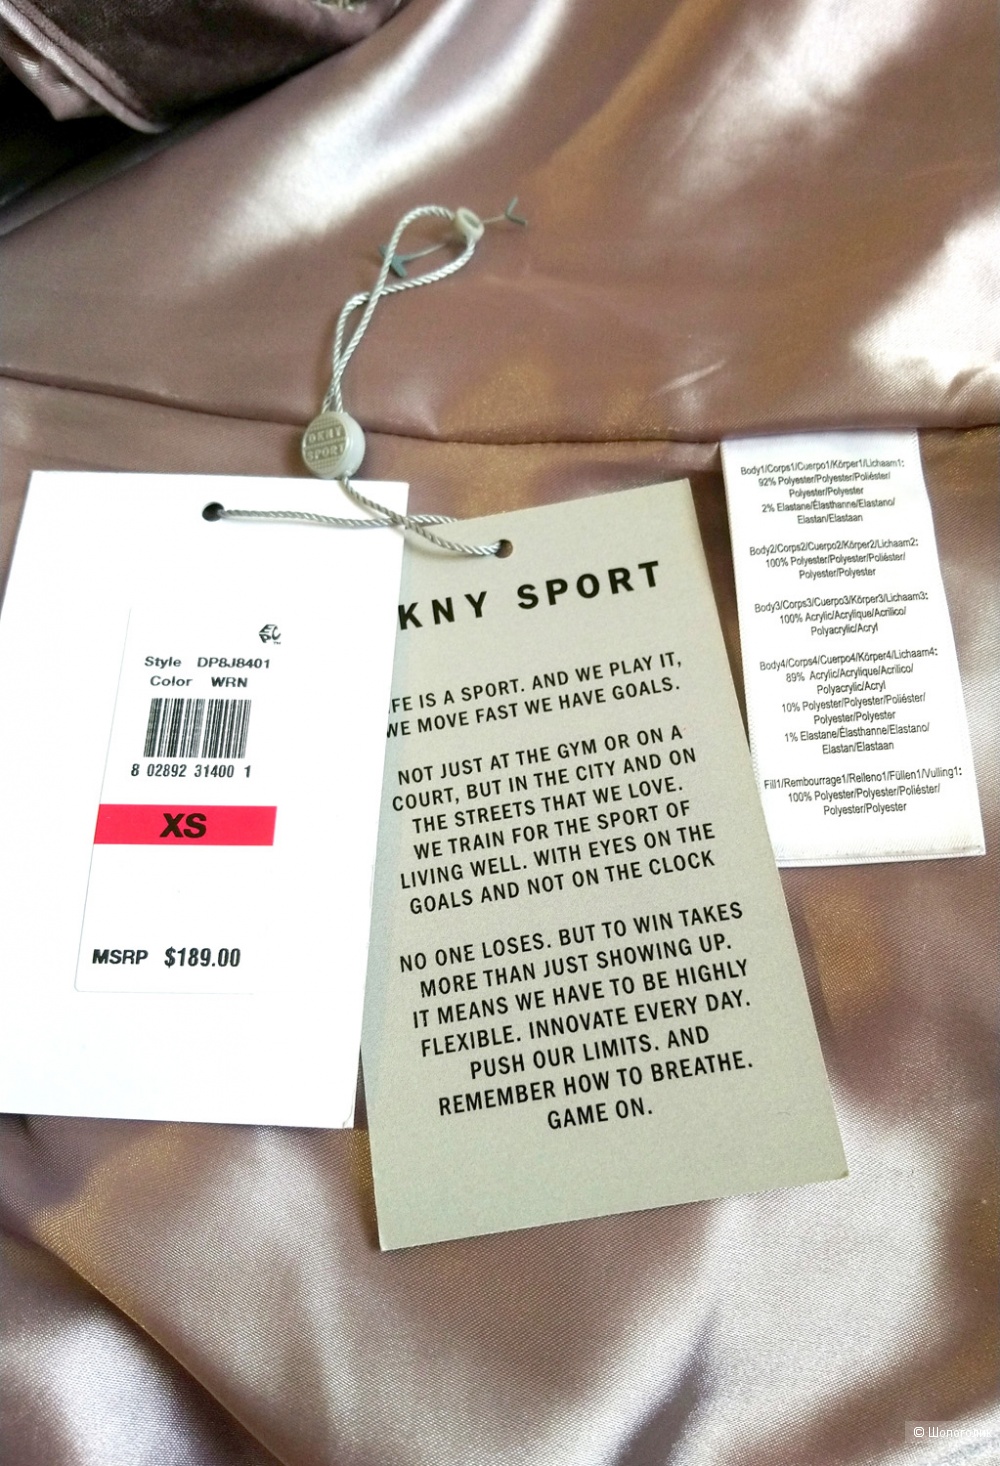 DKNY
SPORT
Style DP8J8401
Color WRN
8 02892 31400 1
XS
MSRP $189.00
KNY SPORT
FE IS A SPORT. AND WE PLAY IT,
WE MOVE FAST WE HAVE GOALS.
NOT JUST AT THE GYM OR ON A
COURT, BUT IN THE CITY AND ON
THE STREETS THAT WE LOVE.
WE TRAIN FOR THE SPORT OF
LIVING WELL. WITH EYES ON THE
GOALS AND NOT ON THE CLOCK
NO ONE LOSES. BUT TO WIN TAKES
MORE THAN JUST SHOWING UP.
IT MEANS WE HAVE TO BE HIGHLY
FLEXIBLE. INNOVATE EVERY DAY.
PUSH OUR LIMITS. AND
REMEMBER HOW TO BREATHE.
GAME ON.
Body1/Corps1/Cuerpo1/Körper1/Lichaam1:
92% Polyester/Polyester/Poliéster/
Polyester/Polyester
2% Elastane/Élasthanne/Elastano/
Elastan/Elastaan
Body2/Corps2/Cuerpo2/Körper2/Lichaam2:
100% Polyester/Polyester/Poliéster/
Polyester/Polyester
Body3/Corps3/Cuerpo3/Körper3/Lichaam3:
100% Acrylic/Acrylique/Acrílico/
Polyacrylic/Acryl
Body4/Corps4/Cuerpo4/Körper4/Lichaam4:
89% Acrylic/Acrylique/Acrílico/
Polyacrylic/Acryl
10% Polyester/Polyester/Poliéster/
Polyester/Polyester
1% Elastane/Élasthanne/Elastano/
Elastan/Elastaan
Fill1/Rembourrage1/Relleno1/Füllen1/Vulling1:
100% Polyester/Polyester/Poliéster/
Polyester/Polyester